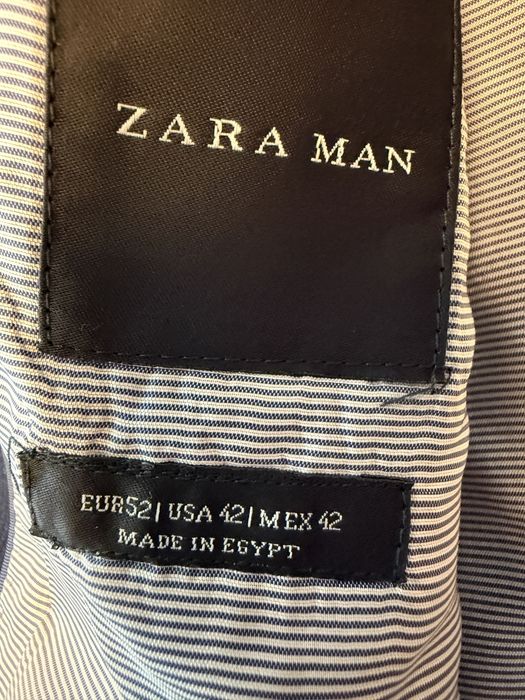 ZARA MAN
EUR52| USA 42| MEX 42
MADE IN EGYPT